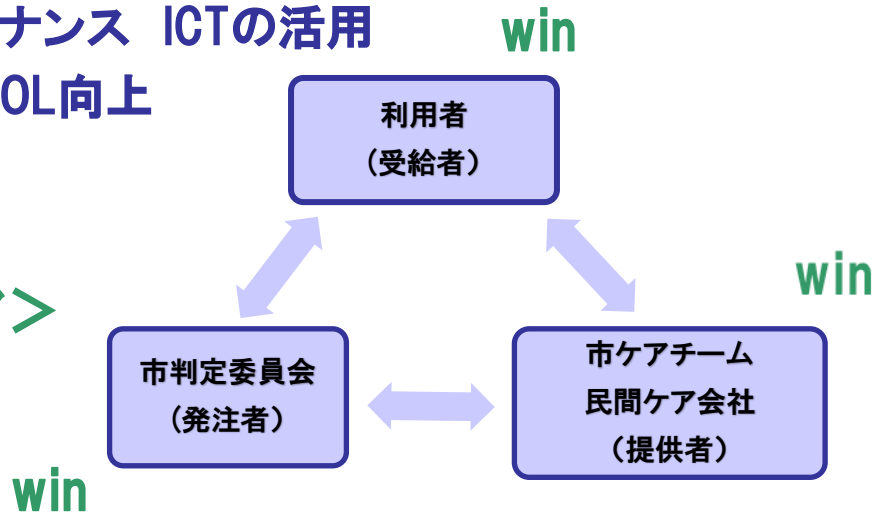 ナンス ICTの活用
win
OL向上
利用者
（受給者）
win
＞
市判定委員会
（発注者）
市ケアチーム
民間ケア会社
（提供者）
win